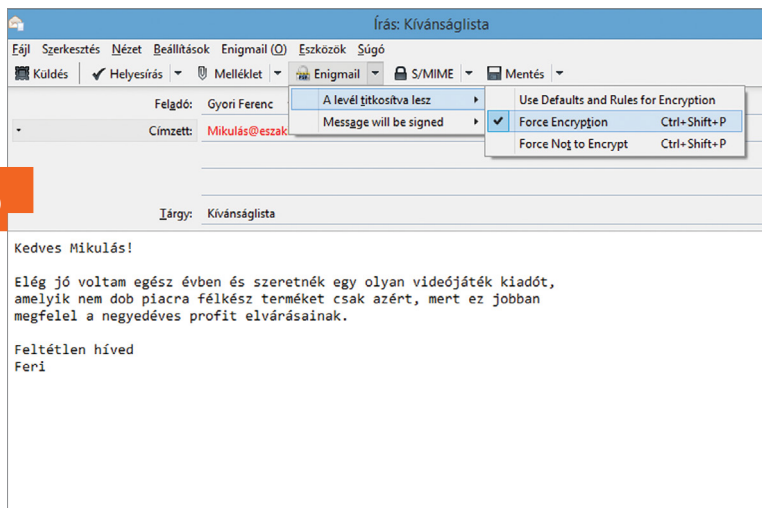 Írás: Kívánságlista
Fájl Szerkesztés Nézet Beállítások Enigmail (O) Eszközök Súgó
Küldés Helyesírás Melléklet Enigmail S/MIME Mentés
Feladó: Gyori Ferenc
A levél titkosítva lesz
Use Defaults and Rules for Encryption
Címzett: Mikulás@eszak
Message will be signed
Force Encryption Ctrl+Shift+P
Force Not to Encrypt Ctrl+Shift+P
Tárgy: Kívánságlista
Kedves Mikulás!
Elég jó voltam egész évben és szeretnék egy olyan videójáték kiadót,
amelyik nem dob piacra félkész terméket csak azért, mert ez jobban
megfelel a negyedéves profit elvárásainak.
Feltétlen híved
Feri